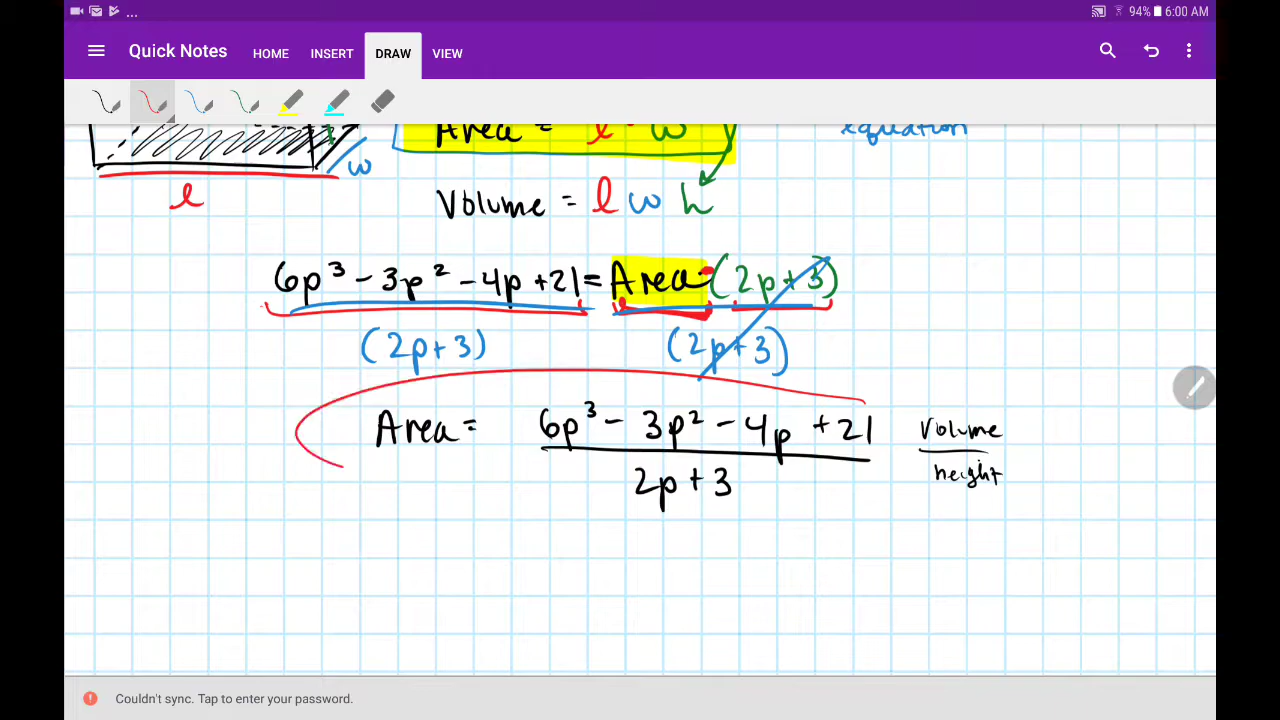 ... 94% 6:00 AM
Quick Notes HOME INSERT DRAW VIEW
Area = l · w
equation
w
l
Volume = l w h
6p³ - 3p² - 4p + 21 = Area · (2p + 3)
(2p + 3) (2p + 3)
Area = 6p³ - 3p² - 4p + 21 Volume
2p + 3 height
Couldn't sync. Tap to enter your password.